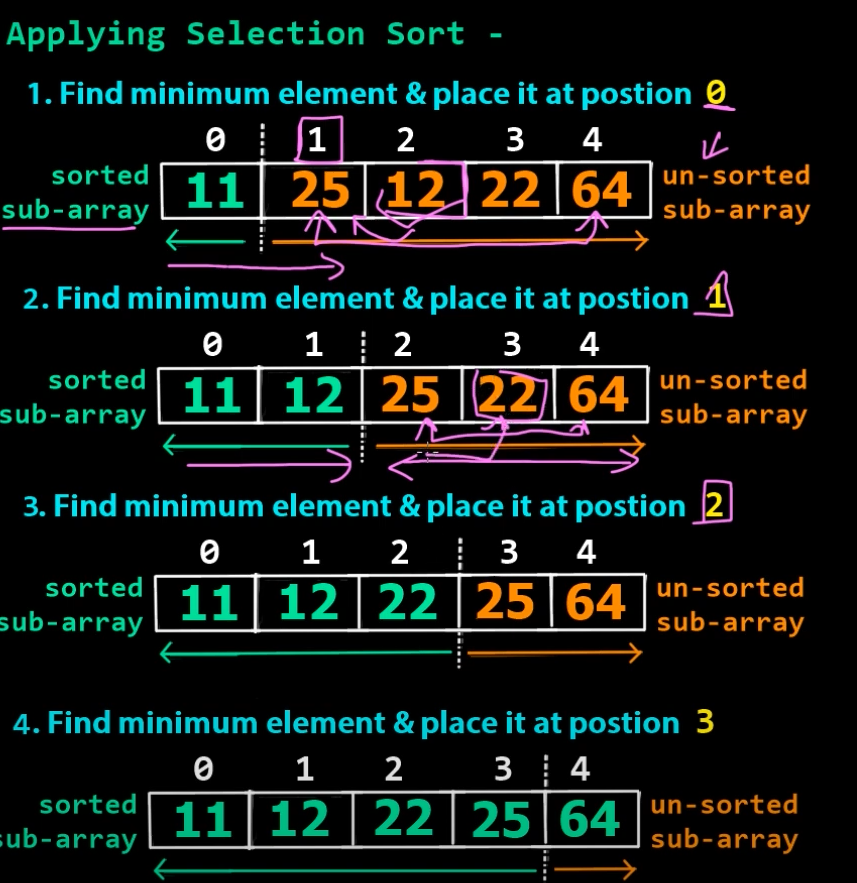 Applying Selection Sort -
1. Find minimum element & place it at postion 0
0 1 2 3 4
sorted sub-array 11 25 12 22 64 un-sorted sub-array
2. Find minimum element & place it at postion 1
0 1 2 3 4
sorted sub-array 11 12 25 22 64 un-sorted sub-array
3. Find minimum element & place it at postion 2
0 1 2 3 4
sorted sub-array 11 12 22 25 64 un-sorted sub-array
4. Find minimum element & place it at postion 3
0 1 2 3 4
sorted sub-array 11 12 22 25 64 un-sorted sub-array